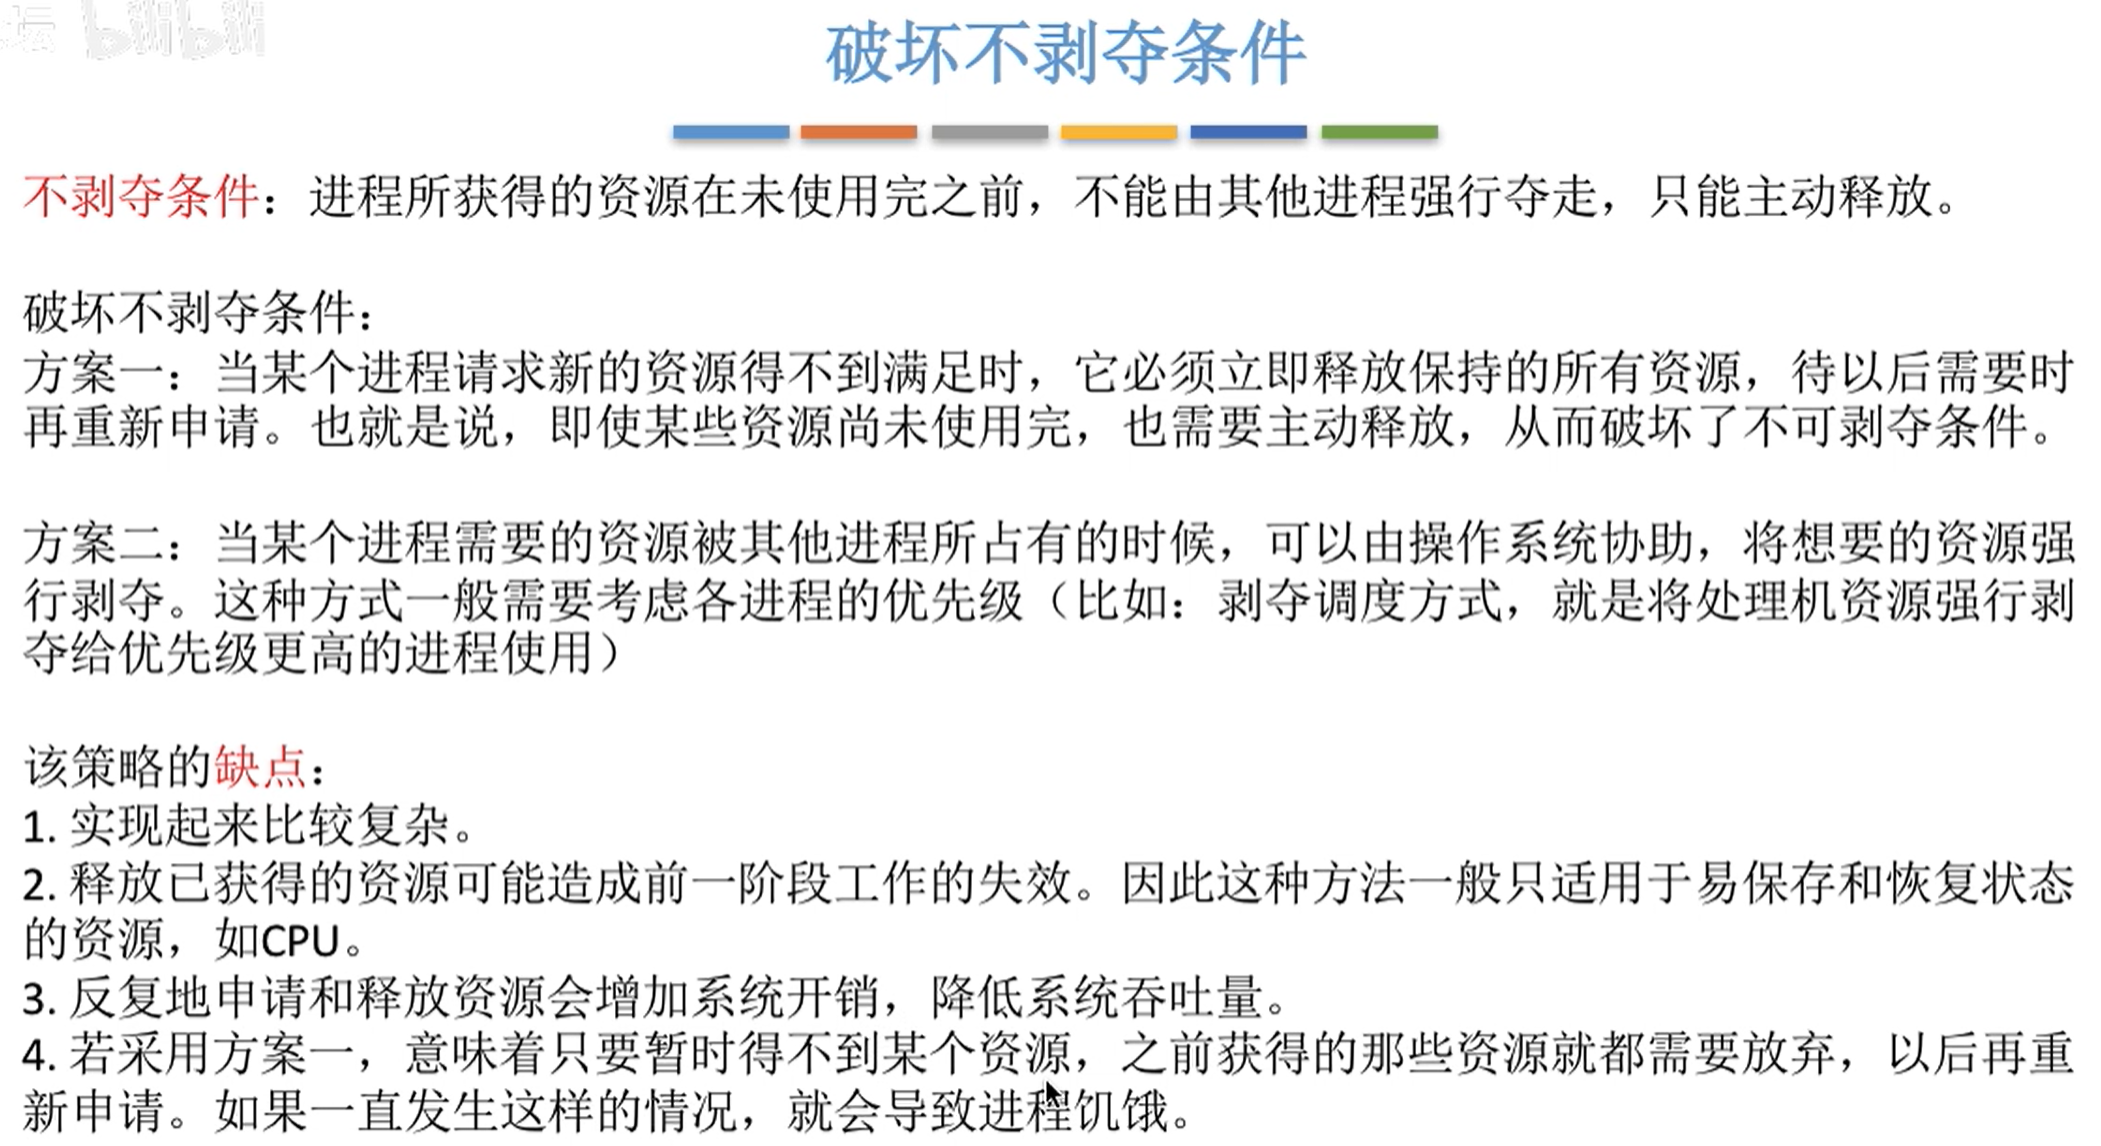 坛 bilibili
破坏不剥夺条件
不剥夺条件：进程所获得的资源在未使用完之前，不能由其他进程强行夺走，只能主动释放。
破坏不剥夺条件：
方案一：当某个进程请求新的资源得不到满足时，它必须立即释放保持的所有资源，待以后需要时
再重新申请。也就是说，即使某些资源尚未使用完，也需要主动释放，从而破坏了不可剥夺条件。
方案二：当某个进程需要的资源被其他进程所占有的时候，可以由操作系统协助，将想要的资源强
行剥夺。这种方式一般需要考虑各进程的优先级（比如：剥夺调度方式，就是将处理机资源强行剥
夺给优先级更高的进程使用）
该策略的缺点：
1. 实现起来比较复杂。
2. 释放已获得的资源可能造成前一阶段工作的失效。因此这种方法一般只适用于易保存和恢复状态
的资源，如CPU。
3. 反复地申请和释放资源会增加系统开销，降低系统吞吐量。
4. 若采用方案一，意味着只要暂时得不到某个资源，之前获得的那些资源就都需要放弃，以后再重
新申请。如果一直发生这样的情况，就会导致进程饥饿。